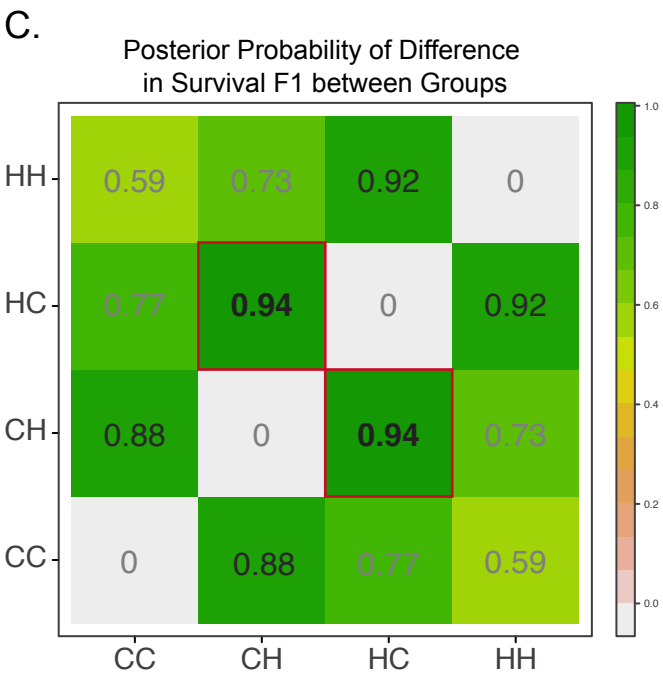 C.
Posterior Probability of Difference
in Survival F1 between Groups
HH 0.59 0.73 0.92 0
HC 0.77 0.94 0 0.92
CH 0.88 0 0.94 0.73
CC 0 0.88 0.77 0.59
CC CH HC HH
1.0
0.8
0.6
0.4
0.2
0.0